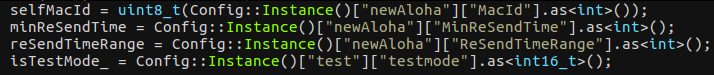 selfMacId = uint8_t(Config::Instance()["newAloha"]["MacId"].as<int>());
minReSendTime = Config::Instance()["newAloha"]["MinReSendTime"].as<int>();
reSendTimeRange = Config::Instance()["newAloha"]["ReSendTimeRange"].as<int>();
isTestMode_ = Config::Instance()["test"]["testmode"].as<int16_t>();